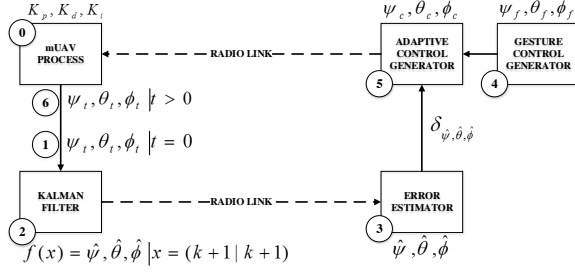 K_p, K_d, K_i
ψ_c, θ_c, ϕ_c
ψ_f, θ_f, ϕ_f
0
mUAV
PROCESS
RADIO LINK
ADAPTIVE
CONTROL
GENERATOR
5
GESTURE
CONTROL
GENERATOR
4
6
ψ_t, θ_t, ϕ_t |t > 0
1
ψ_t, θ_t, ϕ_t |t = 0
δ_ψ̂,θ̂,ϕ̂
KALMAN
FILTER
2
RADIO LINK
ERROR
ESTIMATOR
3
f(x) = ψ̂, θ̂, ϕ̂ |x = (k + 1 | k + 1)
ψ̂, θ̂, ϕ̂